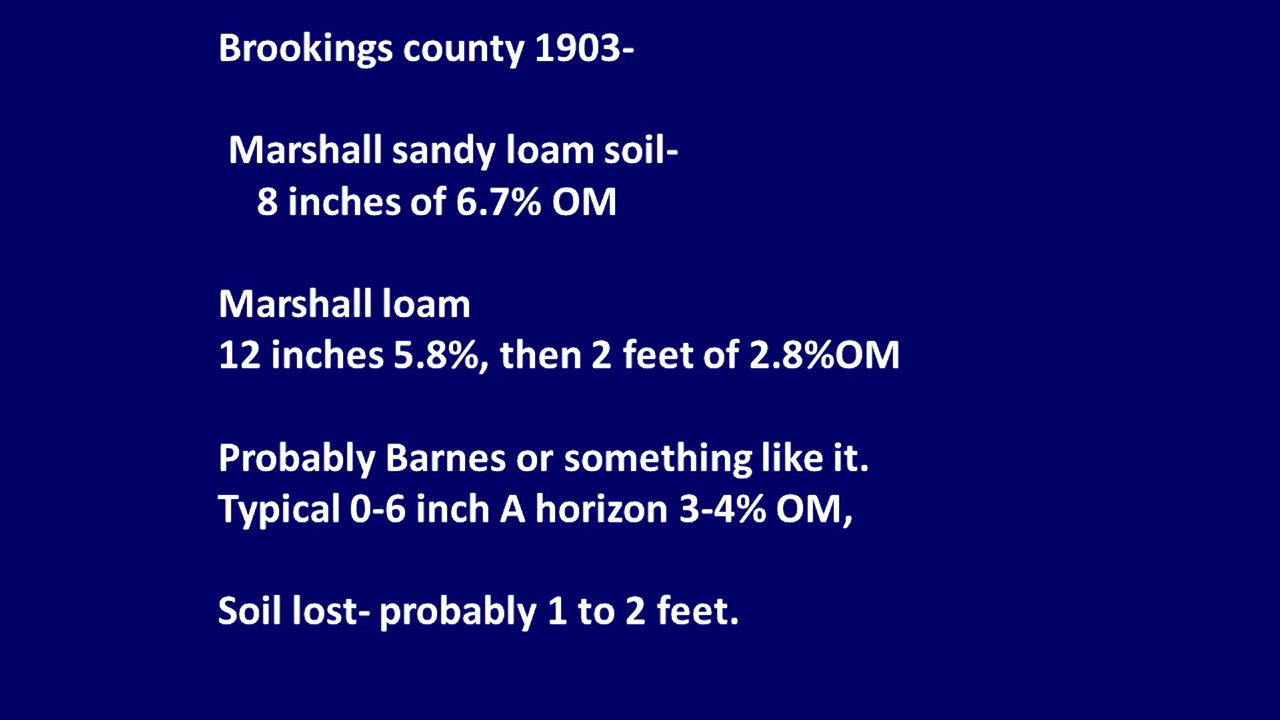 Brookings county 1903-
Marshall sandy loam soil-
8 inches of 6.7% OM
Marshall loam
12 inches 5.8%, then 2 feet of 2.8%OM
Probably Barnes or something like it.
Typical 0-6 inch A horizon 3-4% OM,
Soil lost- probably 1 to 2 feet.